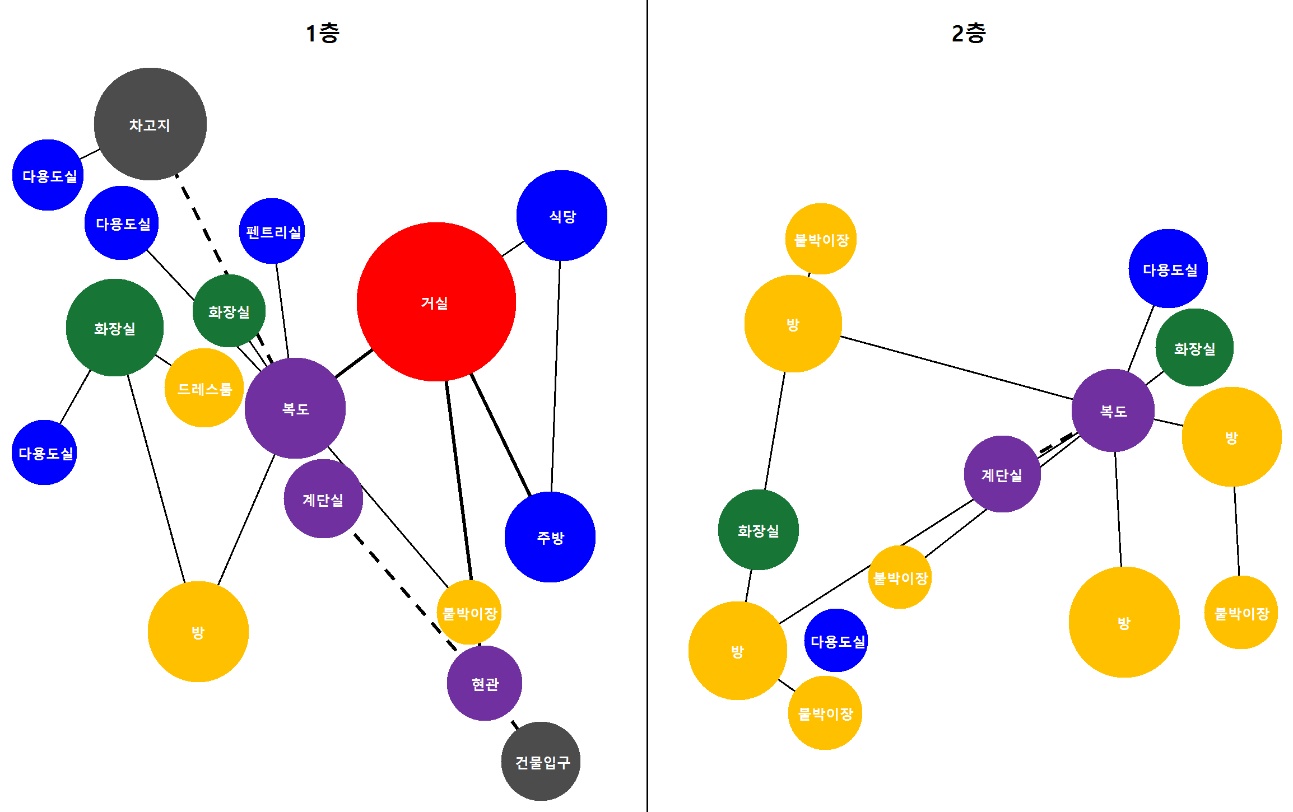 1층
차고지
다용도실
다용도실
펜트리실
식당
화장실
거실
화장실
드레스룸
복도
다용도실
계단실
주방
방
붙박이장
현관
건물입구
2층
붙박이장
다용도실
방
화장실
복도
방
계단실
화장실
붙박이장
방
붙박이장
다용도실
방
붙박이장